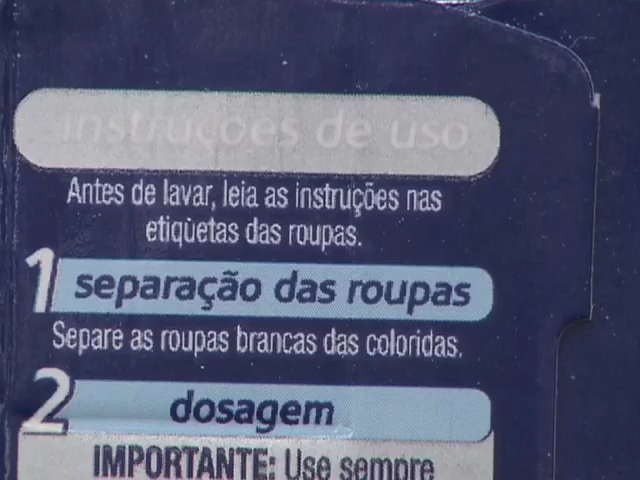 instruções de uso
Antes de lavar, leia as instruções nas
etiquetas das roupas.
1 separação das roupas
Separe as roupas brancas das coloridas.
2 dosagem
IMPORTANTE: Use sempre